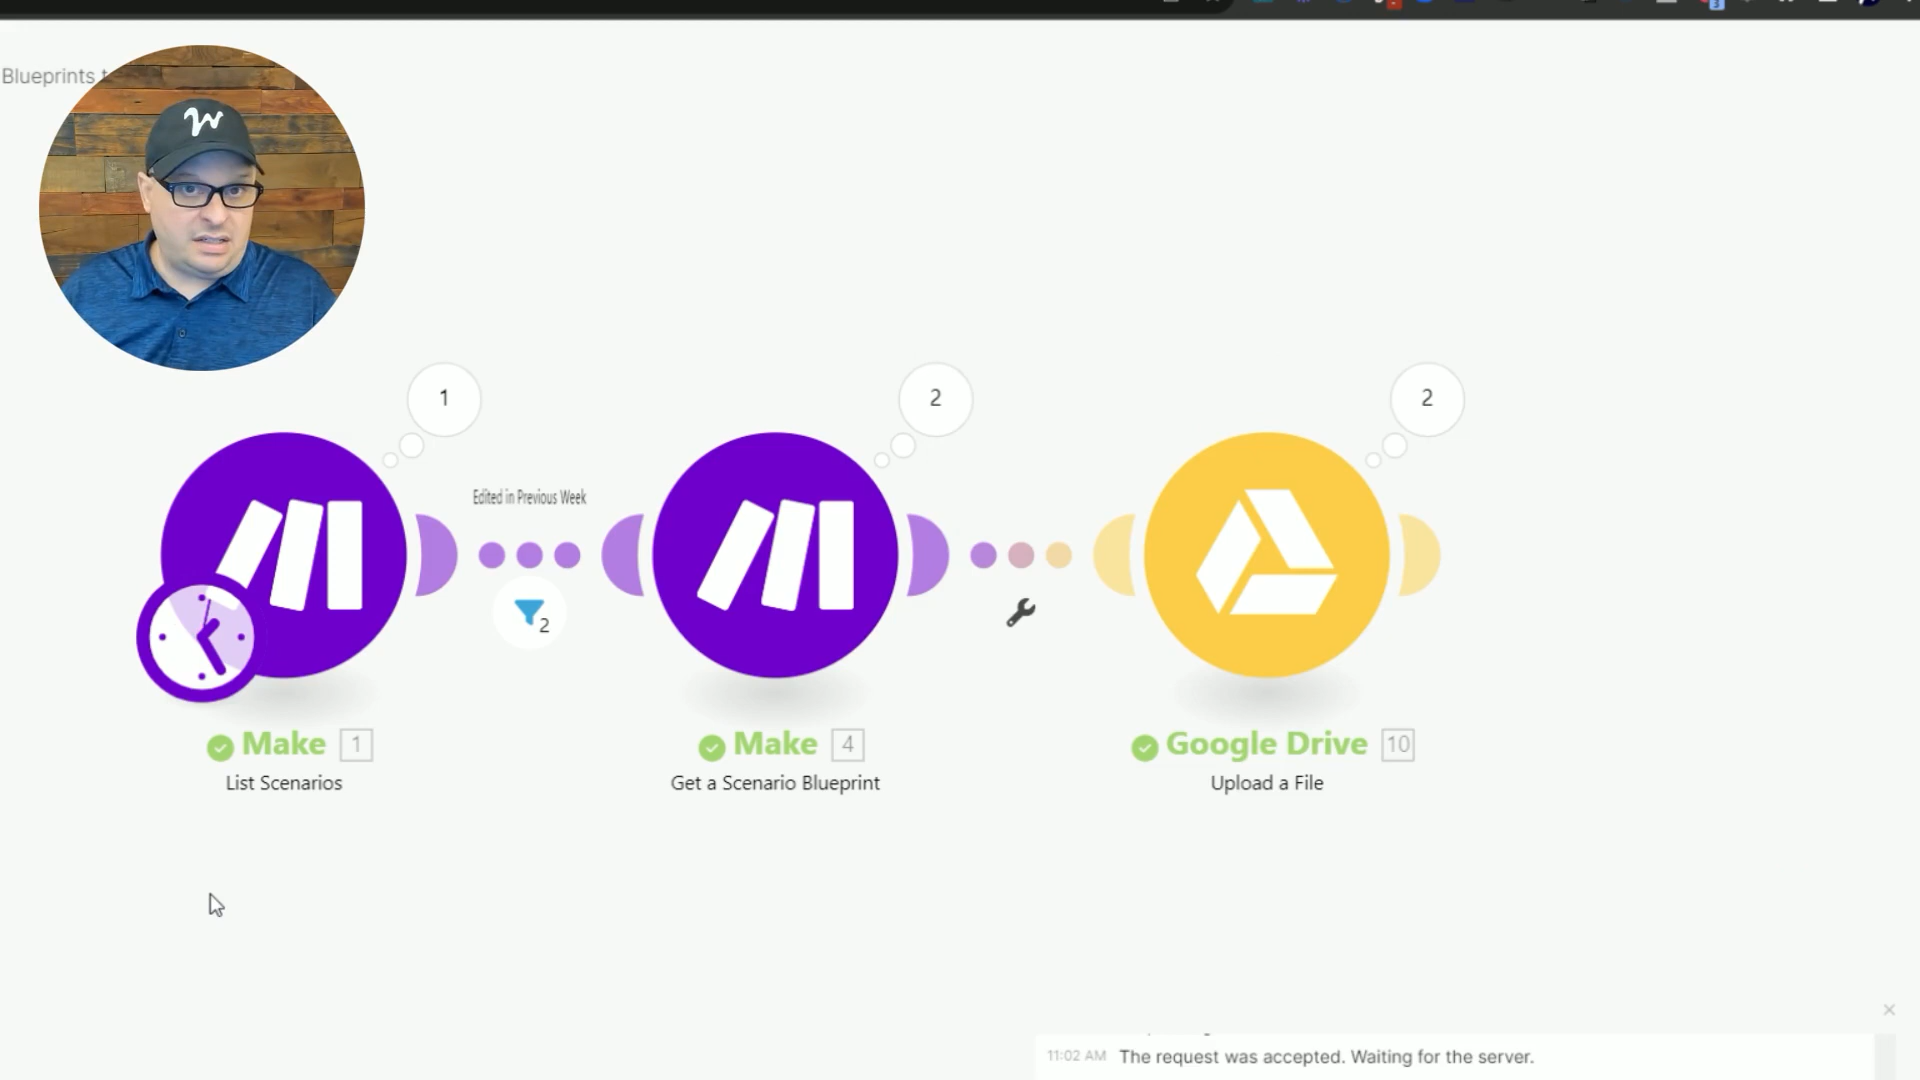 Blueprints
W
1
2
2
Edited in Previous Week
2
Make 1
List Scenarios
Make 4
Get a Scenario Blueprint
Google Drive 10
Upload a File
11:02 AM The request was accepted. Waiting for the server.